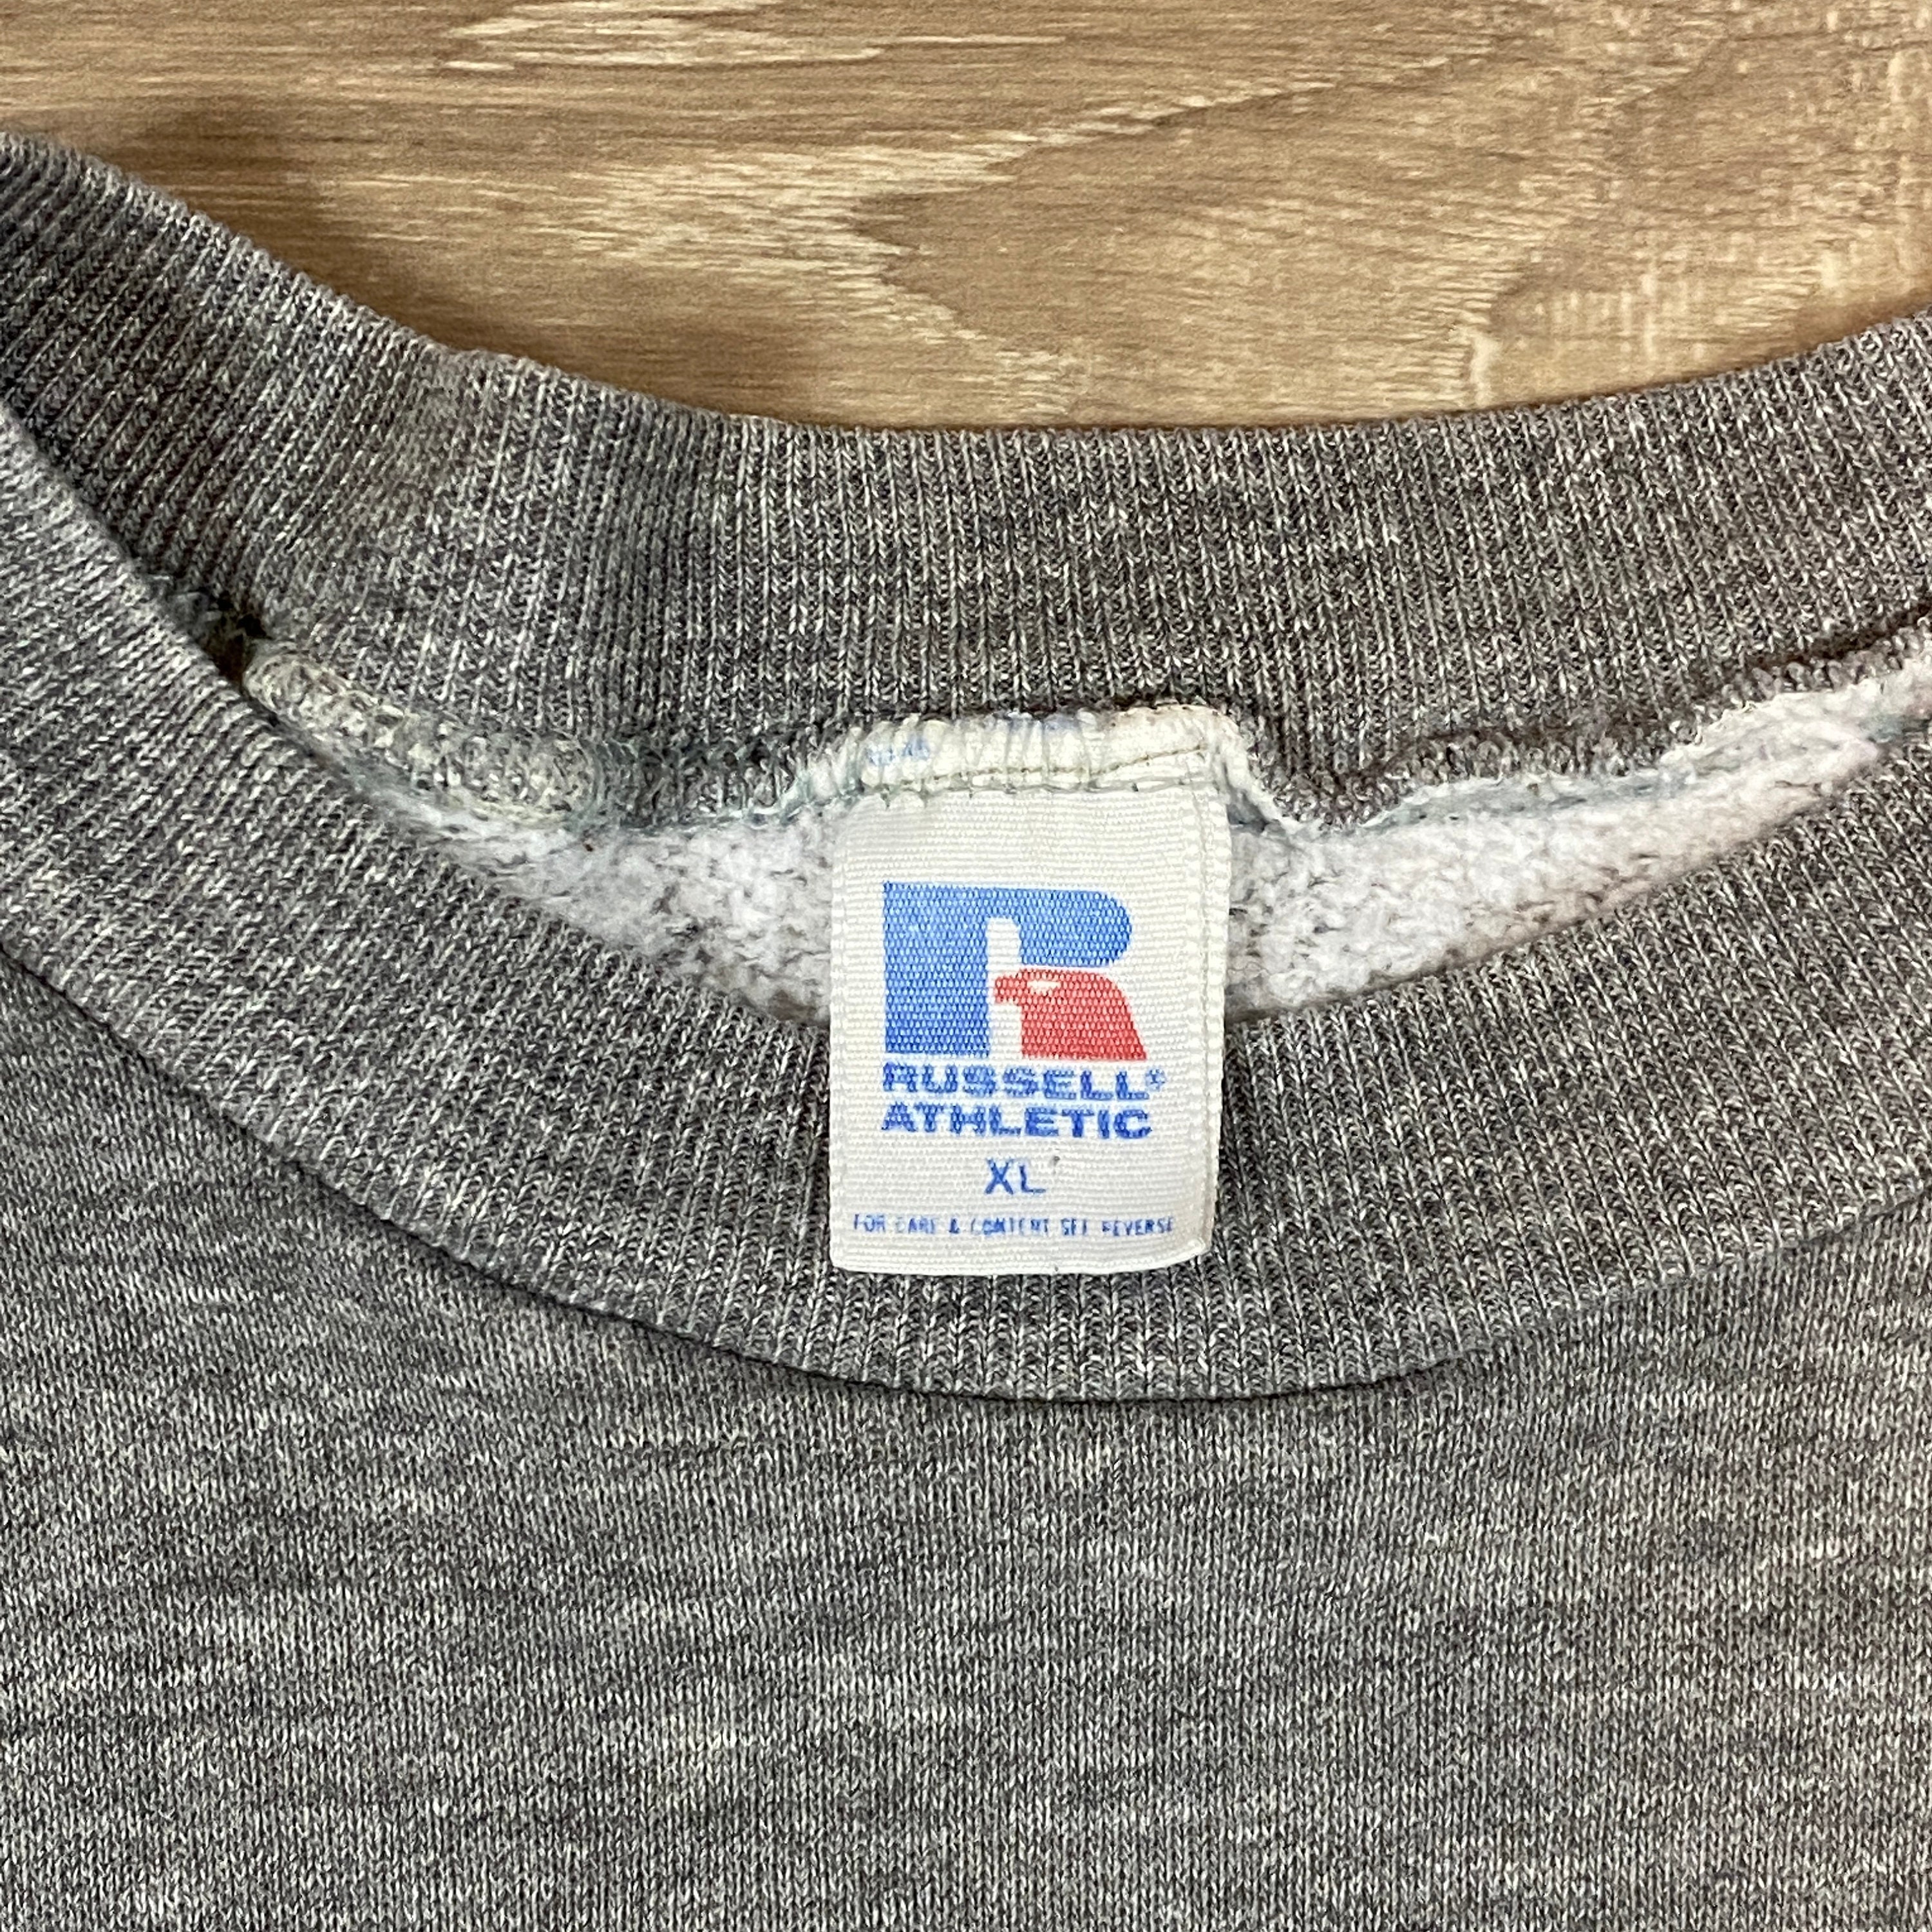 RUSSELL®
ATHLETIC
XL
FOR CARE & CONTENT SEE REVERSE